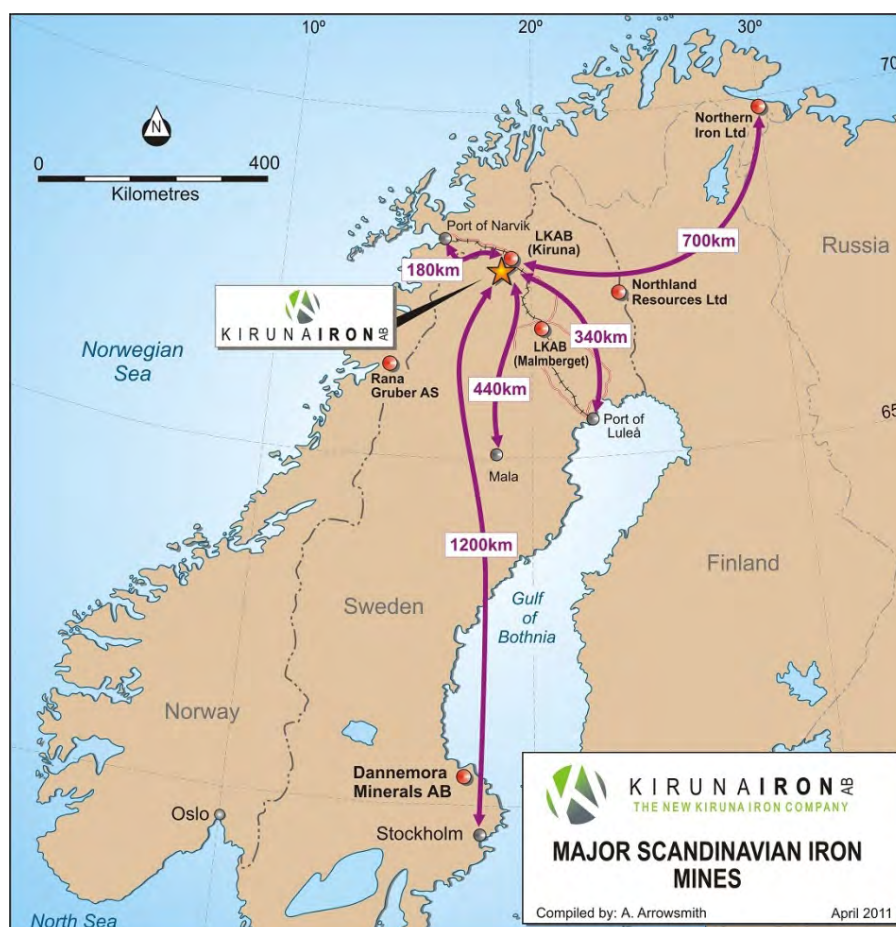 10º
20º
30º
70
N
0
400
Kilometres
Northern
Iron Ltd
Port of Narvik
LKAB
(Kiruna)
700km
Russia
180km
Northland
Resources Ltd
KIRUNAIRON AB
Norwegian
Sea
LKAB
(Malmberget)
340km
Rana
Gruber AS
440km
65
Port of
Luleå
Mala
1200km
Finland
Gulf
of
Bothnia
Sweden
Norway
Dannemora
Minerals AB
Oslo
Stockholm
North Sea
KIRUNAIRON AB
THE NEW KIRUNA IRON COMPANY
MAJOR SCANDINAVIAN IRON
MINES
Compiled by: A. Arrowsmith
April 2011